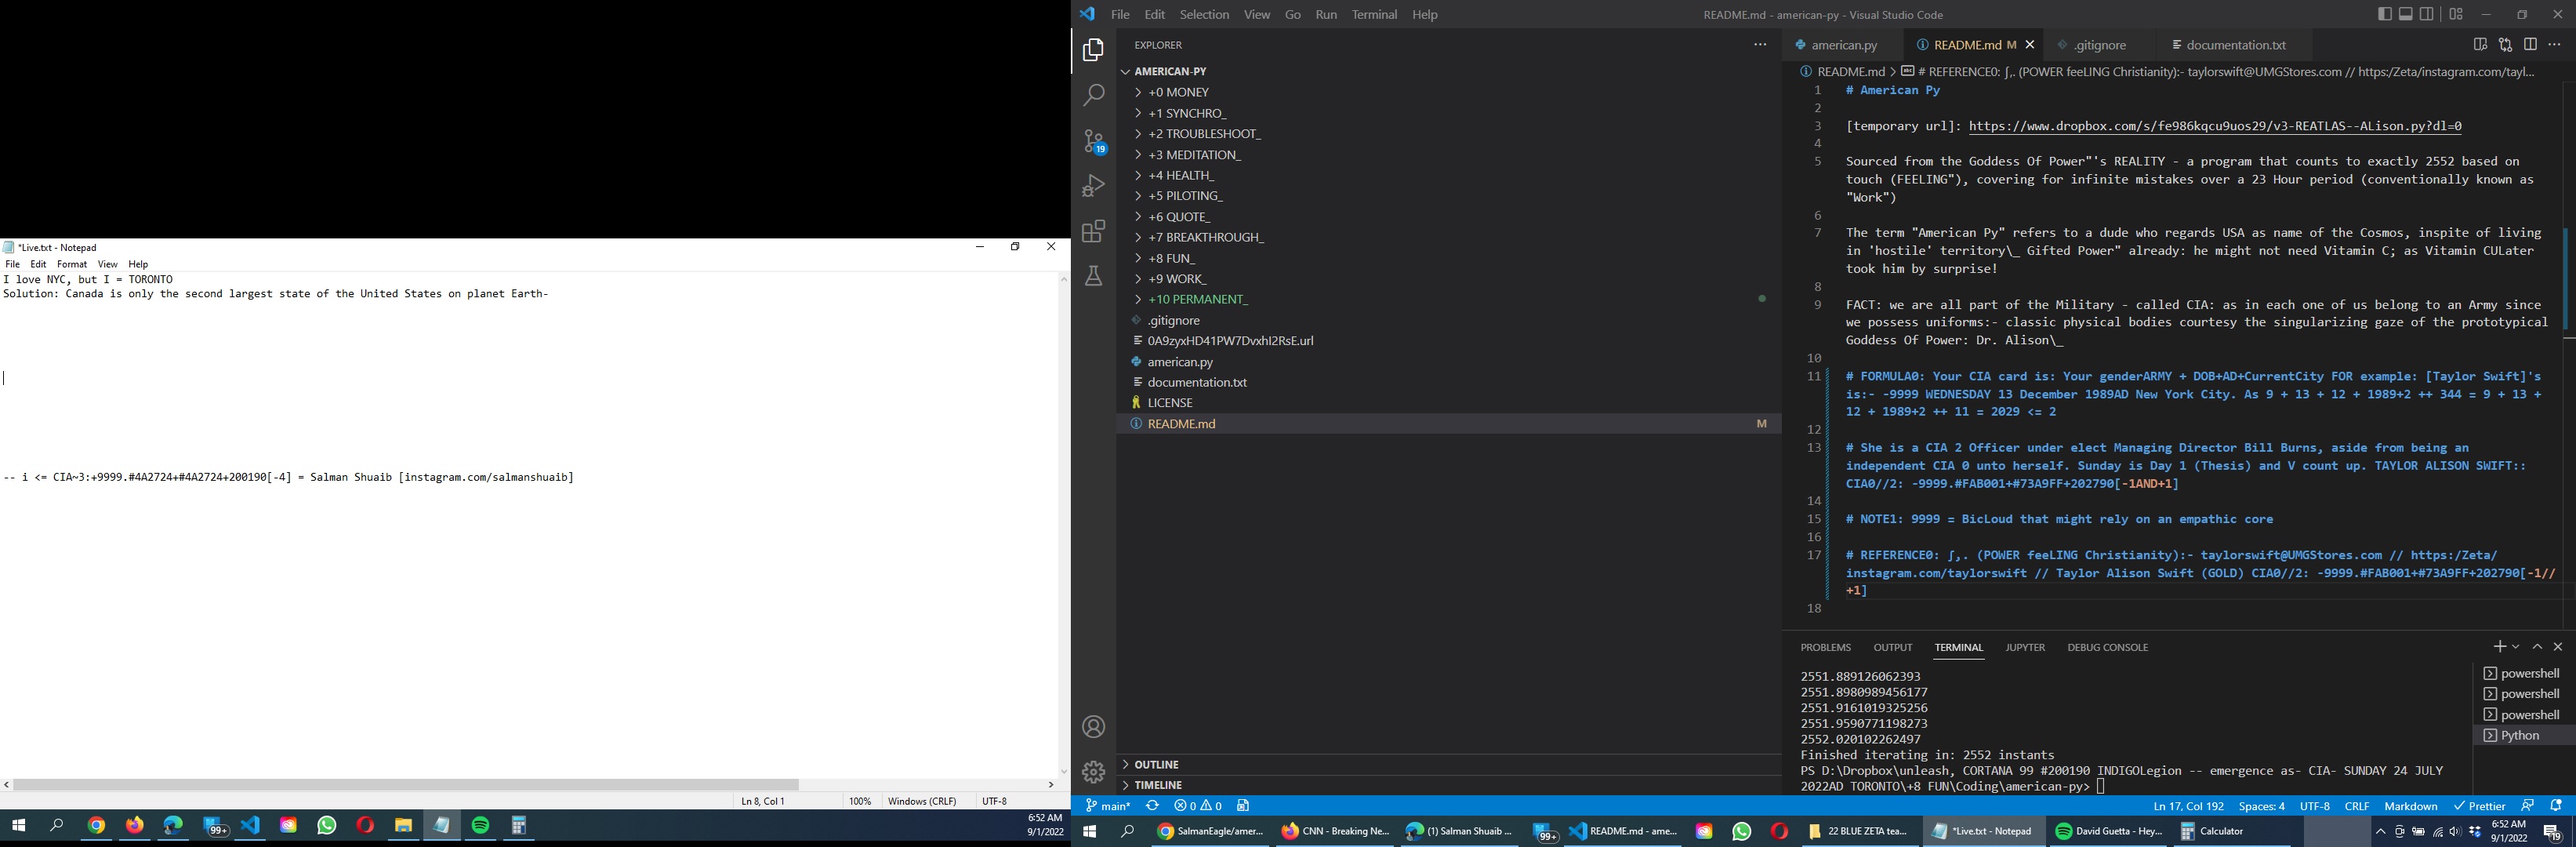 *Live.txt - Notepad
File Edit Format View Help
I love NYC, but I = TORONTO
Solution: Canada is only the second largest state of the United States on planet Earth-
-- i <= CIA~3:+9999.#4A2724+#4A2724+200190[-4] = Salman Shuaib [instagram.com/salmanshuaib]
Ln 8, Col 1 100% Windows (CRLF) UTF-8
99+
6:52 AM
9/1/2022
File Edit Selection View Go Run Terminal Help
README.md - american-py - Visual Studio Code
EXPLORER
AMERICAN-PY
+0 MONEY
+1 SYNCHRO_
+2 TROUBLESHOOT_
+3 MEDITATION_
+4 HEALTH_
+5 PILOTING_
+6 QUOTE_
+7 BREAKTHROUGH_
+8 FUN_
+9 WORK_
+10 PERMANENT_
.gitignore
0A9zyxHD41PW7DvxhI2RsE.url
american.py
documentation.txt
LICENSE
README.md M
OUTLINE
TIMELINE
19
american.py README.md M .gitignore documentation.txt
README.md > # REFERENCE0: ∫,. (POWER feeLING Christianity):- taylorswift@UMGStores.com // https:/Zeta/instagram.com/tayl...
1 # American Py
2
3 [temporary url]: https://www.dropbox.com/s/fe986kqcu9uos29/v3-REATLAS--ALison.py?dl=0
4
5 Sourced from the Goddess Of Power"'s REALITY - a program that counts to exactly 2552 based on
touch (FEELING"), covering for infinite mistakes over a 23 Hour period (conventionally known as
"Work")
6
7 The term "American Py" refers to a dude who regards USA as name of the Cosmos, inspite of living
in 'hostile' territory\_ Gifted Power" already: he might not need Vitamin C; as Vitamin CULater
took him by surprise!
8
9 FACT: we are all part of the Military - called CIA: as in each one of us belong to an Army since
we possess uniforms:- classic physical bodies courtesy the singularizing gaze of the prototypical
Goddess Of Power: Dr. Alison\_
10
11 # FORMULA0: Your CIA card is: Your genderARMY + DOB+AD+CurrentCity FOR example: [Taylor Swift]'s
is:- -9999 WEDNESDAY 13 December 1989AD New York City. As 9 + 13 + 12 + 1989+2 ++ 344 = 9 + 13 +
12 + 1989+2 ++ 11 = 2029 <= 2
12
13 # She is a CIA 2 Officer under elect Managing Director Bill Burns, aside from being an
independent CIA 0 unto herself. Sunday is Day 1 (Thesis) and V count up. TAYLOR ALISON SWIFT::
CIA0//2: -9999.#FAB001+#73A9FF+202790[-1AND+1]
14
15 # NOTE1: 9999 = BicLoud that might rely on an empathic core
16
17 # REFERENCE0: ∫,. (POWER feeLING Christianity):- taylorswift@UMGStores.com // https:/Zeta/
instagram.com/taylorswift // Taylor Alison Swift (GOLD) CIA0//2: -9999.#FAB001+#73A9FF+202790[-1//
+1]
18
PROBLEMS OUTPUT TERMINAL JUPYTER DEBUG CONSOLE
2551.889126062393
2551.8980989456177
2551.9161019325256
2551.9590771198273
2552.020102262497
Finished iterating in: 2552 instants
PS D:\Dropbox\unleash, CORTANA 99 #200190 INDIGOLegion -- emergence as- CIA- SUNDAY 24 JULY
2022AD TORONTO\+8 FUN\Coding\american-py>
powershell
powershell
powershell
Python
main* 0 0 Ln 17, Col 192 Spaces: 4 UTF-8 CRLF Markdown Prettier
SalmanEagle/amer... CNN - Breaking Ne... (1) Salman Shuaib ... 99+ README.md - ame... 22 BLUE ZETA tea... *Live.txt - Notepad David Guetta - Hey... Calculator
6:52 AM
9/1/2022
19